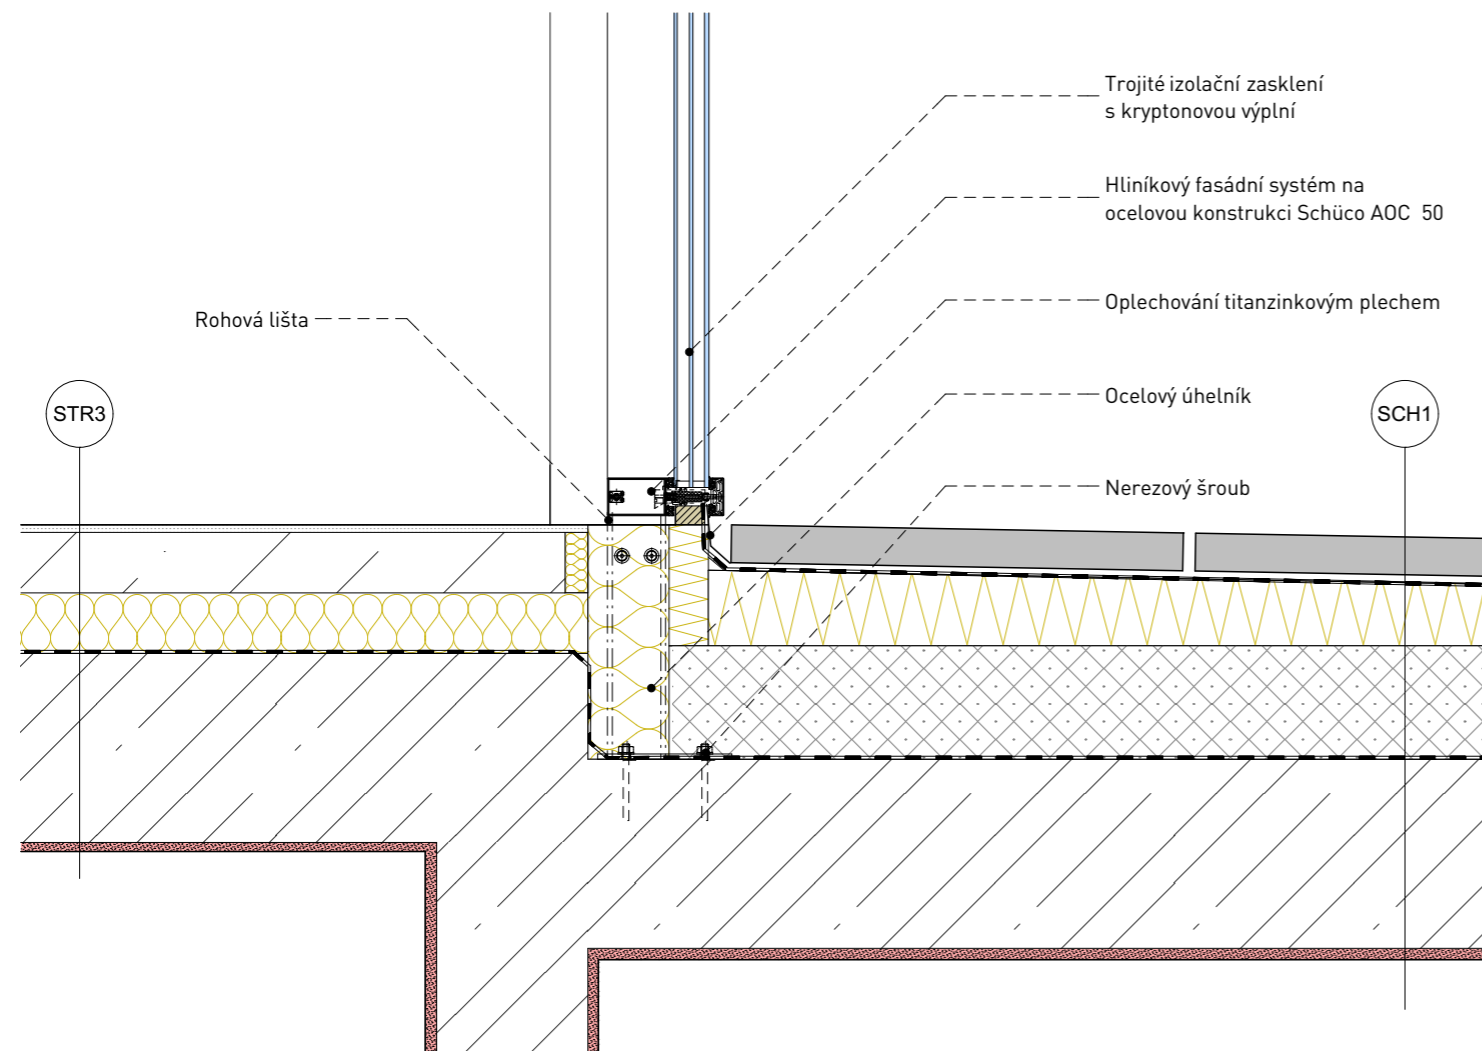 Trojité izolační zasklení
s kryptonovou výplní
Hliníkový fasádní systém na
ocelovou konstrukci Schüco AOC 50
Rohová lišta
Oplechování titanzinkovým plechem
Ocelový úhelník
STR3
SCH1
Nerezový šroub